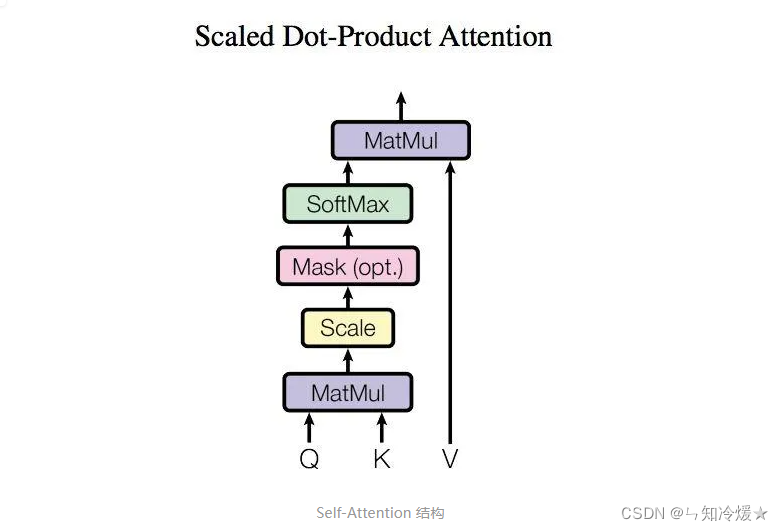 Scaled Dot-Product Attention
MatMul
SoftMax
Mask (opt.)
Scale
MatMul
Q K V
Self-Attention 结构
CSDN @ㄣ知冷煖★